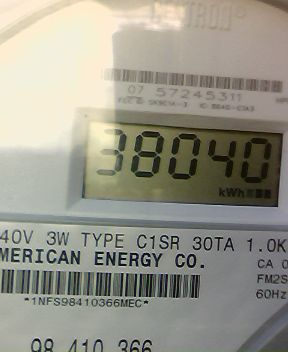 07 57245311
38040
kWh
40V 3W TYPE C1SR 30TA 1.0K
MERICAN ENERGY CO.
CA 0
FM2S
60Hz
*1NFS98410366MEC*
98 410 366